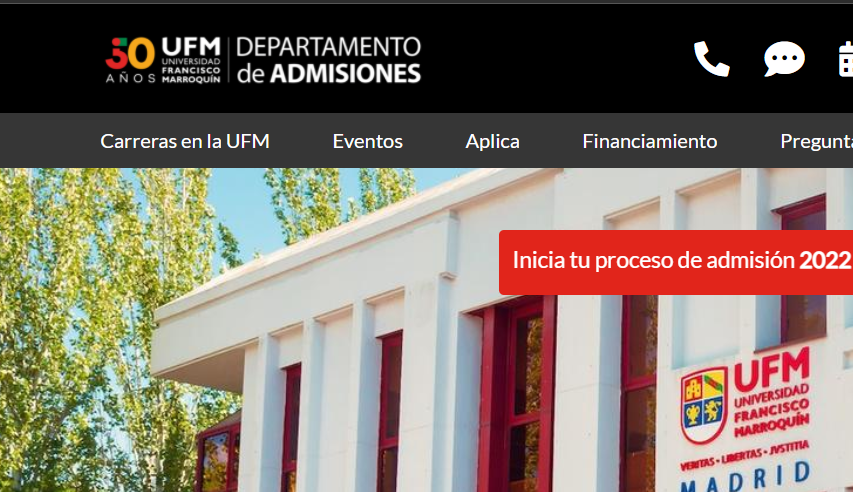 50 AÑOS
UFM
UNIVERSIDAD
FRANCISCO
MARROQUÍN
DEPARTAMENTO
de ADMISIONES
Carreras en la UFM Eventos Aplica Financiamiento Pregunta
Inicia tu proceso de admisión 2022
UFM
UNIVERSIDAD
FRANCISCO
MARROQUÍN
VERITAS · LIBERTAS · JVSTITIA
MADRID